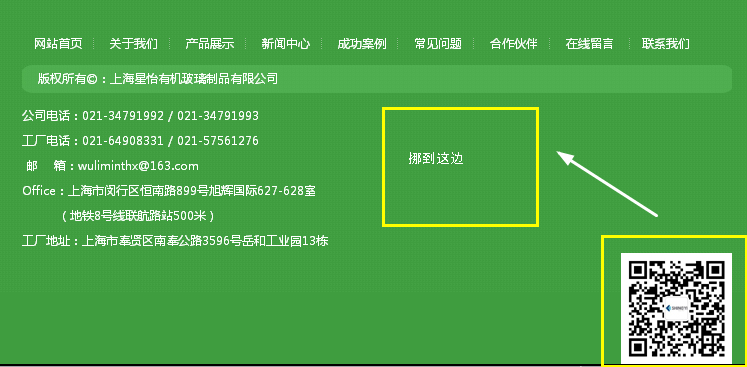 网站首页 关于我们 产品展示 新闻中心 成功案例 常见问题 合作伙伴 在线留言 联系我们
版权所有©：上海星怡有机玻璃制品有限公司
公司电话：021-34791992 / 021-34791993
工厂电话：021-64908331 / 021-57561276
挪到这边
邮 箱：wuliminthx@163.com
Office：上海市闵行区恒南路899号旭辉国际627-628室
（地铁8号线联航路站500米）
工厂地址：上海市奉贤区南奉公路3596号岳和工业园13栋